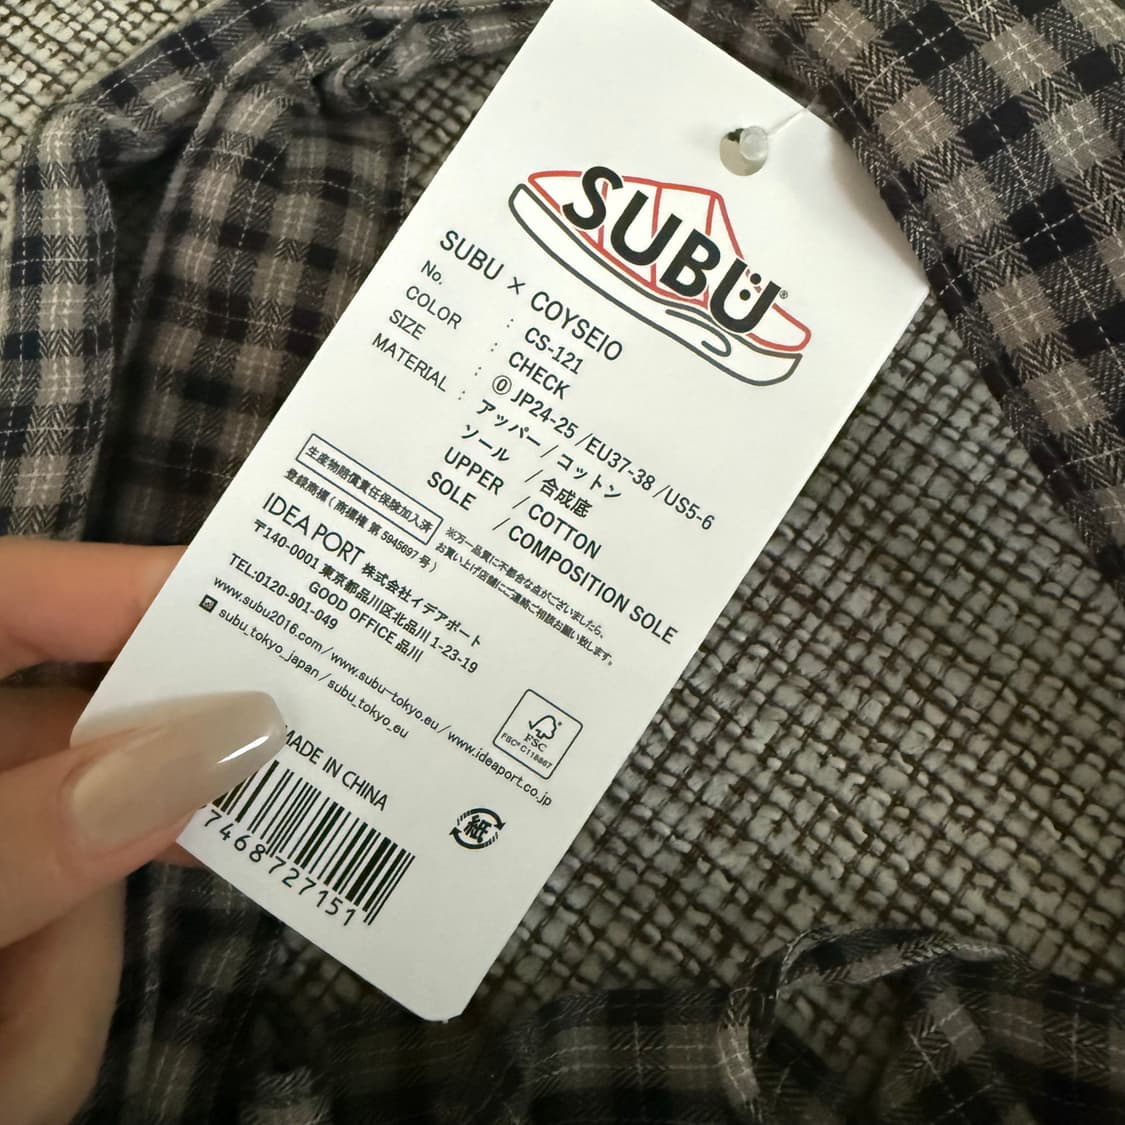 SUBU®
SUBU × COYSEIO
No. : CS-121
COLOR : CHECK
SIZE : ⓪ JP24-25 /EU37-38 /US5-6
MATERIAL : アッパー / コットン
ソール / 合成底
UPPER / COTTON
SOLE / COMPOSITION SOLE
生産物賠償責任保険加入済
※万一品質に不都合な点がございましたら、
お買い上げ店舗にご連絡ご相談お願い致します。
登録商標 ( 商標権 第 5945697 号 )
IDEA PORT 株式会社イデアポート
〒140-0001 東京都品川区北品川 1-23-19
GOOD OFFICE 品川
TEL:0120-901-049
www.subu2016.com / www.subu-tokyo.eu / www.ideaport.co.jp
subu_tokyo_japan / subu_tokyo_eu
FSC
FSC® C118867
MADE IN CHINA
紙
7468 727151